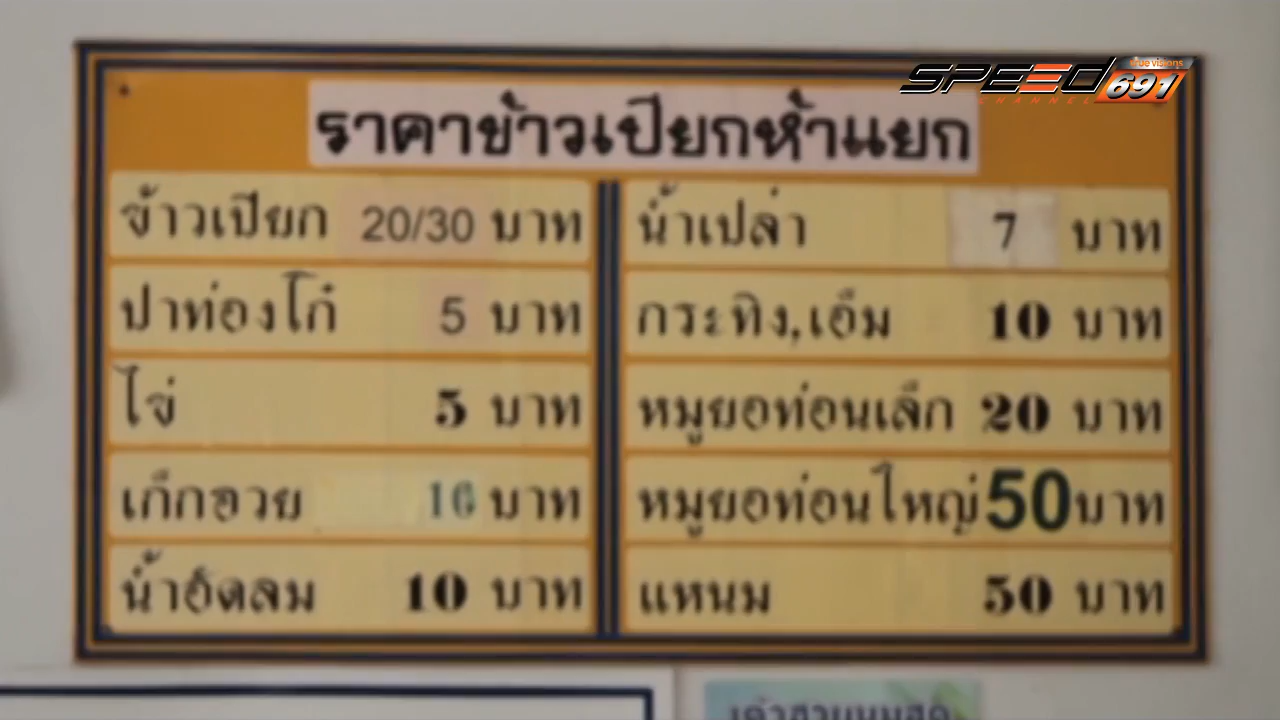 true visions
SPEED 691
CHANNEL
ราคาข้าวเปียกห้าแยก
ข้าวเปียก 20/30 บาท
ปาท่องโก๋ 5 บาท
ไข่ 5 บาท
เก็กฮวย 16 บาท
น้ำอัดลม 10 บาท
น้ำเปล่า 7 บาท
กระทิง,เอ็ม 10 บาท
หมูยอท่อนเล็ก 20 บาท
หมูยอท่อนใหญ่ 50 บาท
แหนม 50 บาท